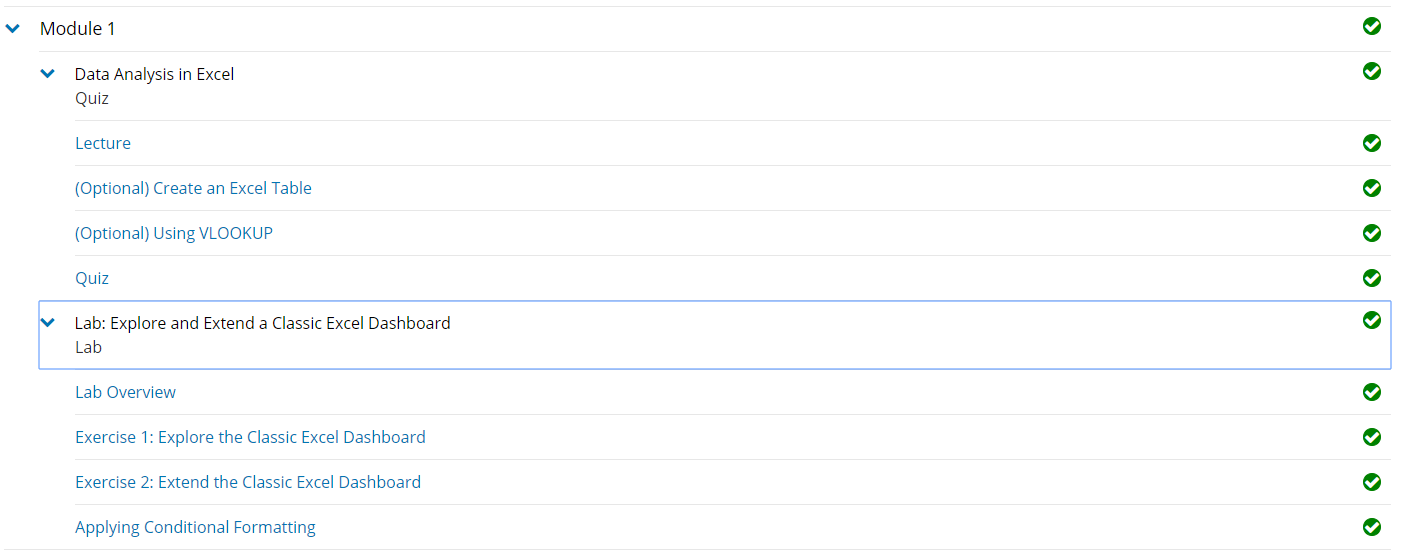 Module 1
Data Analysis in Excel
Quiz
Lecture
(Optional) Create an Excel Table
(Optional) Using VLOOKUP
Quiz
Lab: Explore and Extend a Classic Excel Dashboard
Lab
Lab Overview
Exercise 1: Explore the Classic Excel Dashboard
Exercise 2: Extend the Classic Excel Dashboard
Applying Conditional Formatting